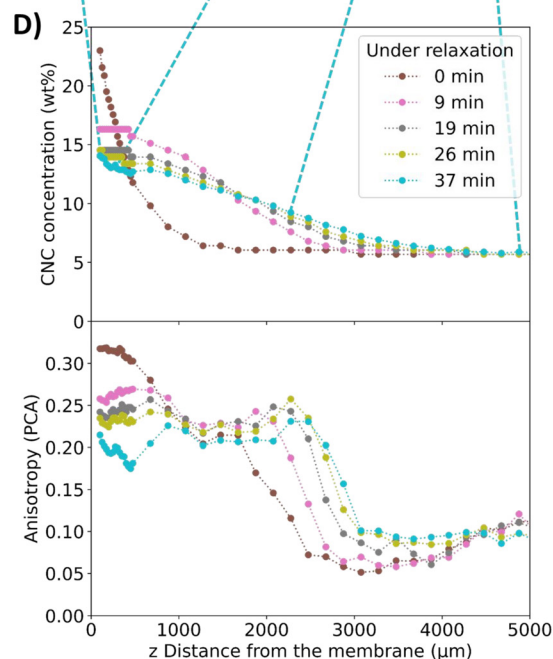 D)
25
20
15
10
5
0
CNC concentration (wt%)
Under relaxation
0 min
9 min
19 min
26 min
37 min
0.30
0.25
0.20
0.15
0.10
0.05
0.00
Anisotropy (PCA)
0 1000 2000 3000 4000 5000
z Distance from the membrane (μm)